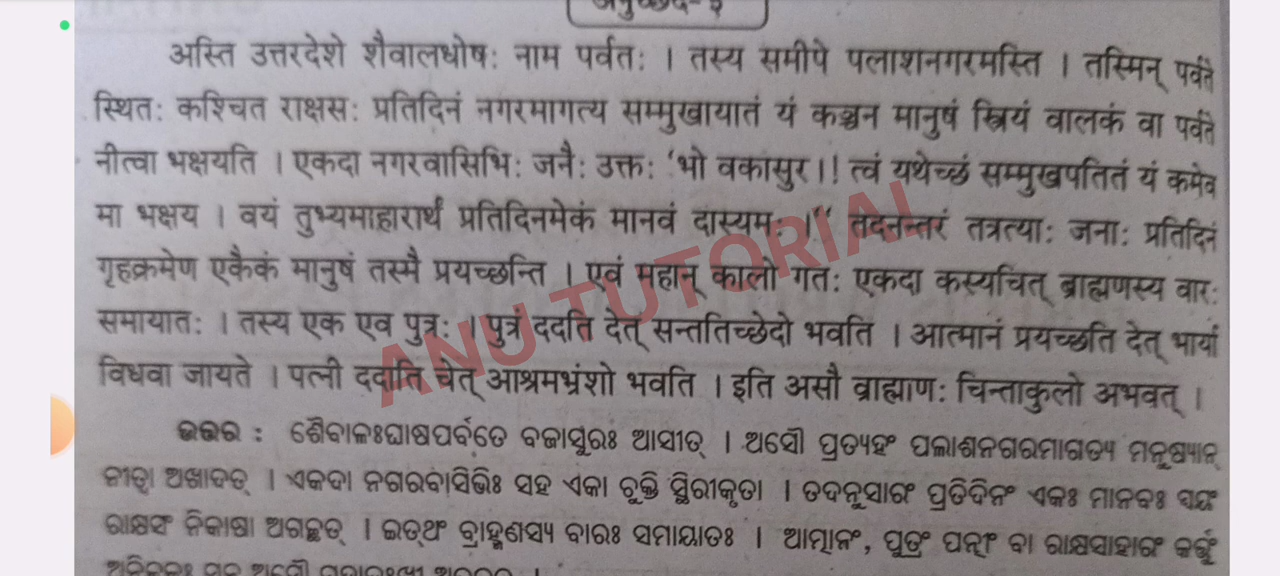 अनुच्छेद-३
अस्ति उत्तरदेशे शैवालधोषः नाम पर्वतः । तस्य समीपे पलाशनगरमस्ति । तस्मिन् पर्वते
स्थितः कश्चित राक्षसः प्रतिदिनं नगरमागत्य सम्मुखायातं यं कञ्चन मानुषं स्त्रियं वालकं वा पर्वते
नीत्वा भक्षयति । एकदा नगरवासिभिः जनैः उक्तः 'भो वकासुर ।! त्वं यथेच्छं सम्मुखपतितं यं कमेव
मा भक्षय । वयं तुभ्यमाहारार्थं प्रतिदिनमेकं मानवं दास्यमः ।" तदनन्तरं तत्रत्याः जनाः प्रतिदिनं
गृहक्रमेण एकैकं मानुषं तस्मै प्रयच्छन्ति । एवं महान् कालो गतः एकदा कस्यचित् ब्राह्मणस्य वारः
समायातः । तस्य एक एव पुत्रः । पुत्रं ददति देत् सन्ततिच्छेदो भवति । आत्मानं प्रयच्छति देत् भार्या
विधवा जायते । पत्नी ददाति चेत् आश्रमभ्रंशो भवति । इति असौ व्राह्माणः चिन्ताकुलो अभवत् ।
ଉତ୍ତର : ଶୈବାଳଃଘାଷପର୍ବତେ ବକାସୁରଃ ଆସୀତ୍ । ଅସୌ ପ୍ରତ୍ୟହଂ ପଳାଶନଗରମାଗତ୍ୟ ମନୁଷ୍ୟାନ୍
ନୀତ୍ୱା ଅଖାଦତ୍ । ଏକଦା ନଗରବାସିଭିଃ ସହ ଏକା ଚୁକ୍ତି ସ୍ଥିରୀକୃତା । ତଦନୁସାରଂ ପ୍ରତିଦିନଂ ଏକଃ ମାନବଃ ସ୍ୱୟଂ
ରାକ୍ଷସଂ ନିକାଷା ଅଗଚ୍ଛତ୍ । ଇତ୍ଥଂ ବ୍ରାହ୍ମଣସ୍ୟ ବାରଃ ସମାୟାତଃ । ଆତ୍ମାନଂ, ପୁତ୍ରଂ ପତ୍ନୀଂ ବା ରାକ୍ଷସାହାରଂ କର୍ତ୍ତୁଂ
ANU TUTORIAL